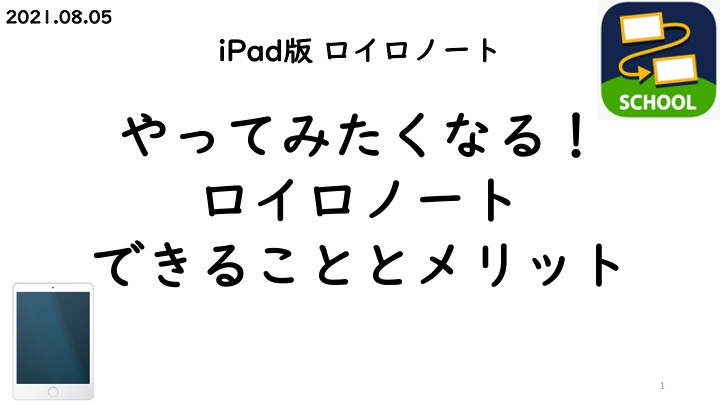 2021.08.05
iPad版 ロイロノート
SCHOOL
やってみたくなる！
ロイロノート
できることとメリット
1